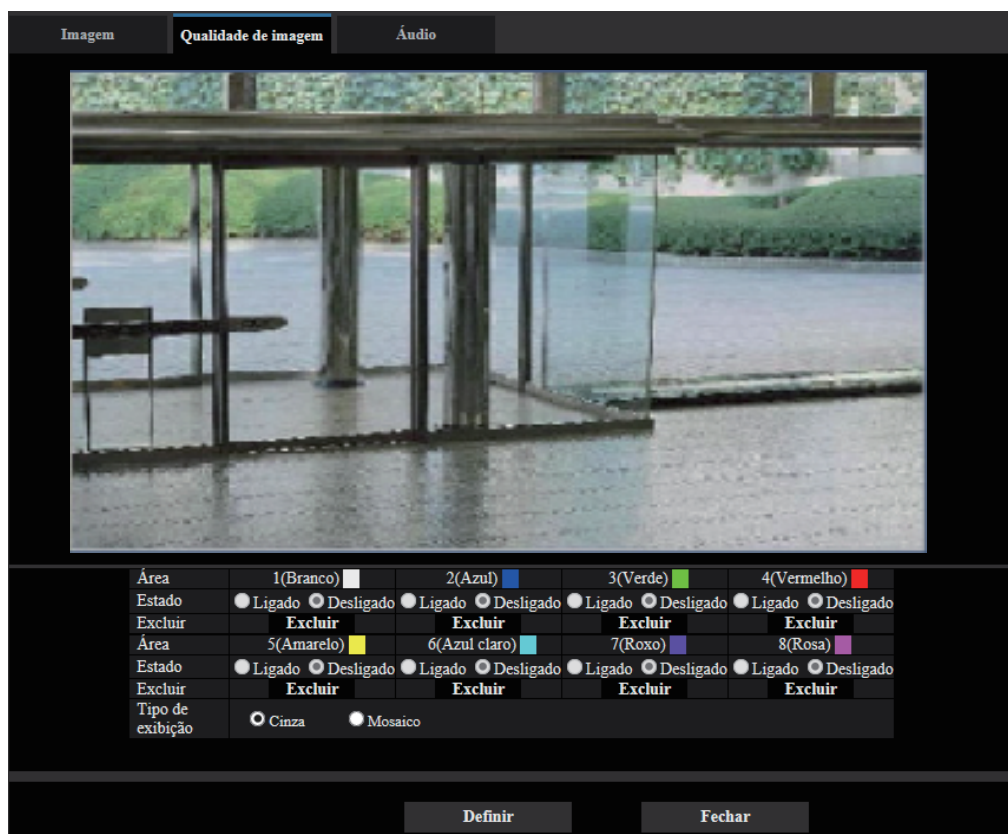 Imagem Qualidade de imagem Áudio
Área 1(Branco) 2(Azul) 3(Verde) 4(Vermelho)
Estado Ligado Desligado Ligado Desligado Ligado Desligado Ligado Desligado
Excluir Excluir Excluir Excluir Excluir
Área 5(Amarelo) 6(Azul claro) 7(Roxo) 8(Rosa)
Estado Ligado Desligado Ligado Desligado Ligado Desligado Ligado Desligado
Excluir Excluir Excluir Excluir Excluir
Tipo de
exibição Cinza Mosaico
Definir Fechar